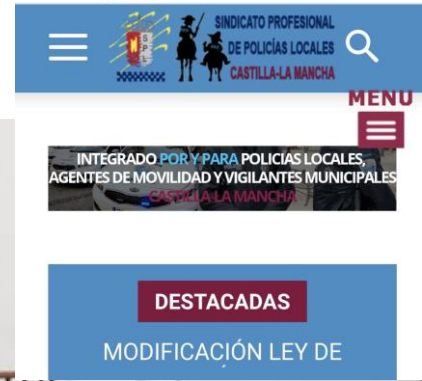 SINDICATO PROFESIONAL
DE POLICÍAS LOCALES
CASTILLA-LA MANCHA
SPL
MENU
INTEGRADO POR Y PARA POLICÍAS LOCALES,
AGENTES DE MOVILIDAD Y VIGILANTES MUNICIPALES
CASTILLA LA MANCHA
DESTACADAS
MODIFICACIÓN LEY DE